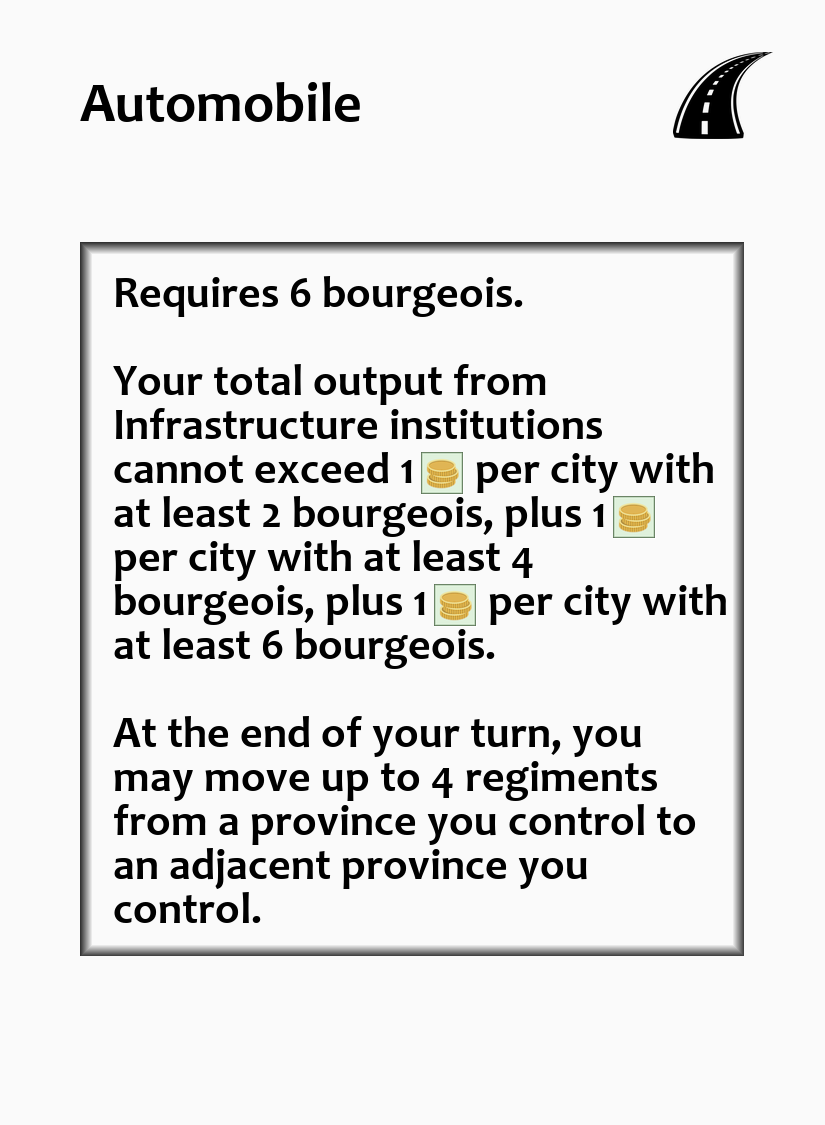 Automobile
Requires 6 bourgeois.
Your total output from
Infrastructure institutions
cannot exceed 1 per city with
at least 2 bourgeois, plus 1
per city with at least 4
bourgeois, plus 1 per city with
at least 6 bourgeois.
At the end of your turn, you
may move up to 4 regiments
from a province you control to
an adjacent province you
control.